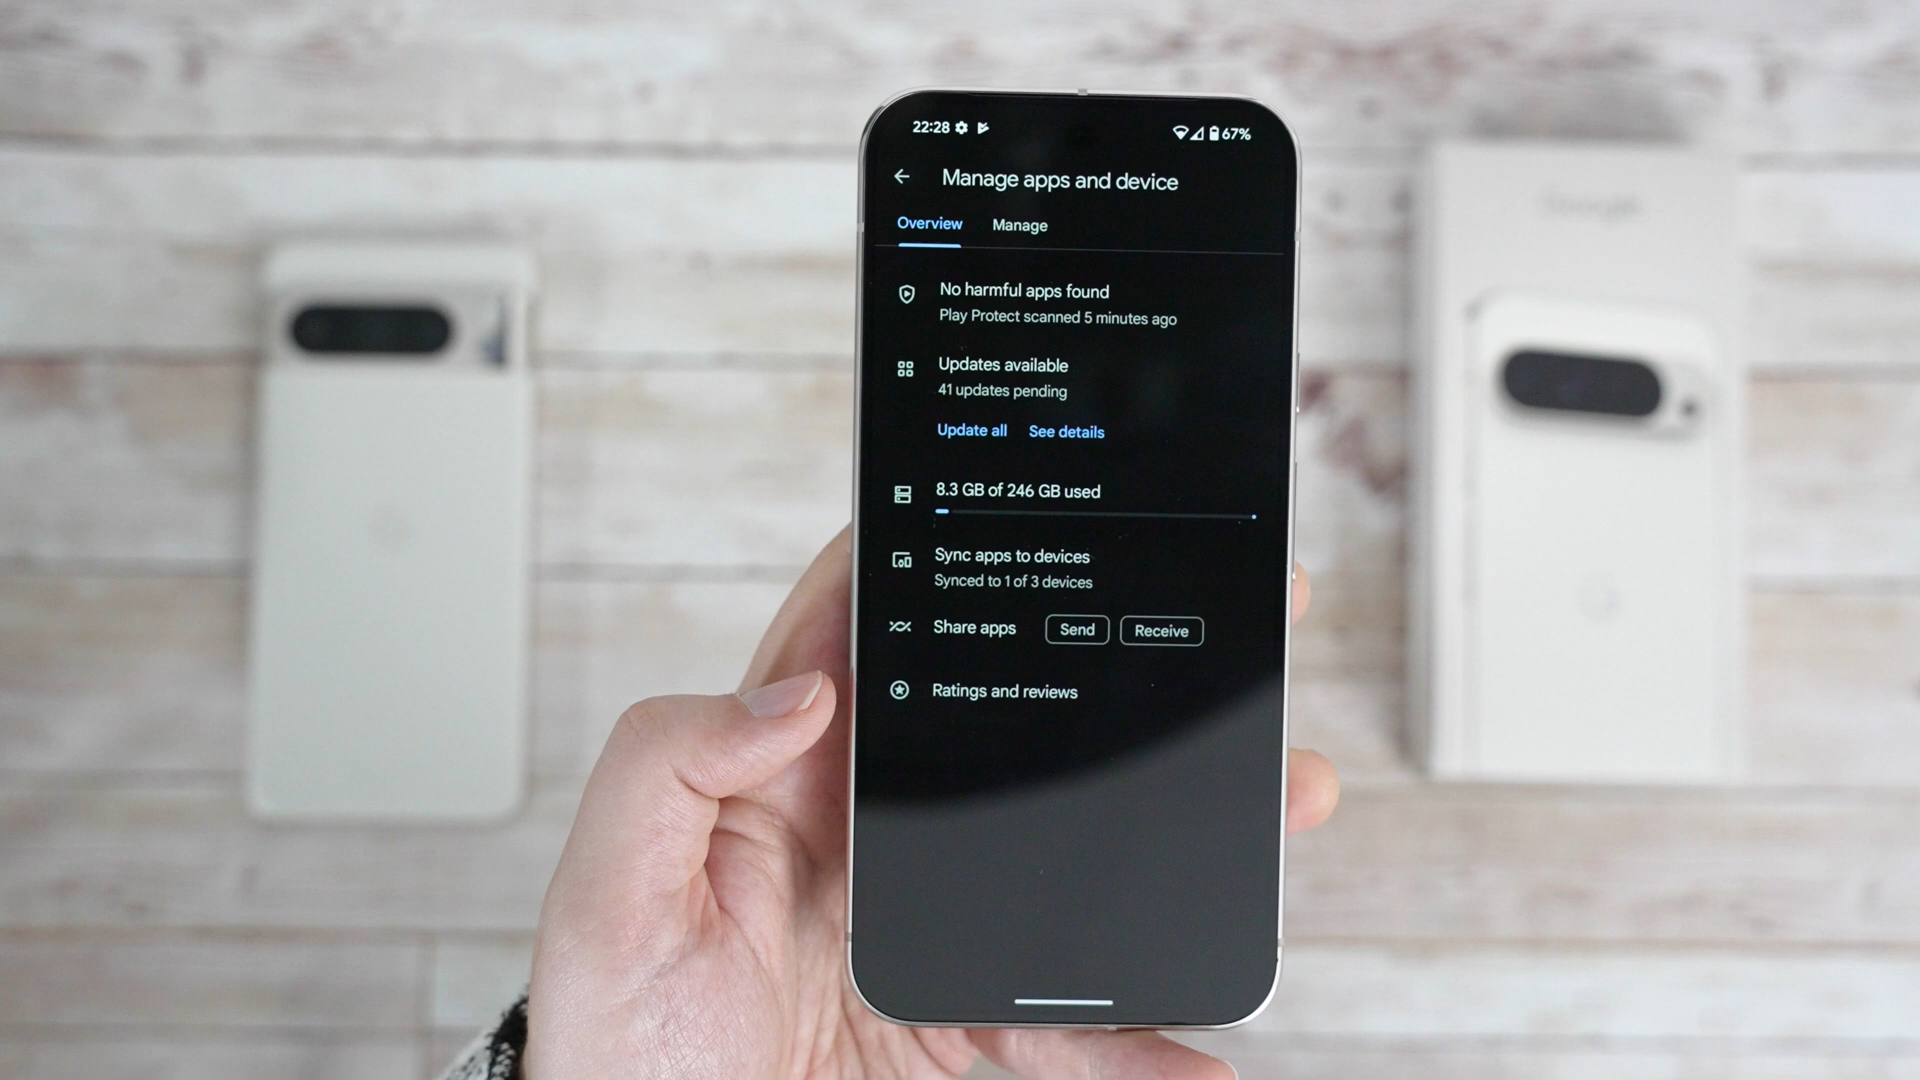 22:28
67%
Manage apps and device
Overview Manage
No harmful apps found
Play Protect scanned 5 minutes ago
Updates available
41 updates pending
Update all See details
8.3 GB of 246 GB used
Sync apps to devices
Synced to 1 of 3 devices
Share apps Send Receive
Ratings and reviews
Google